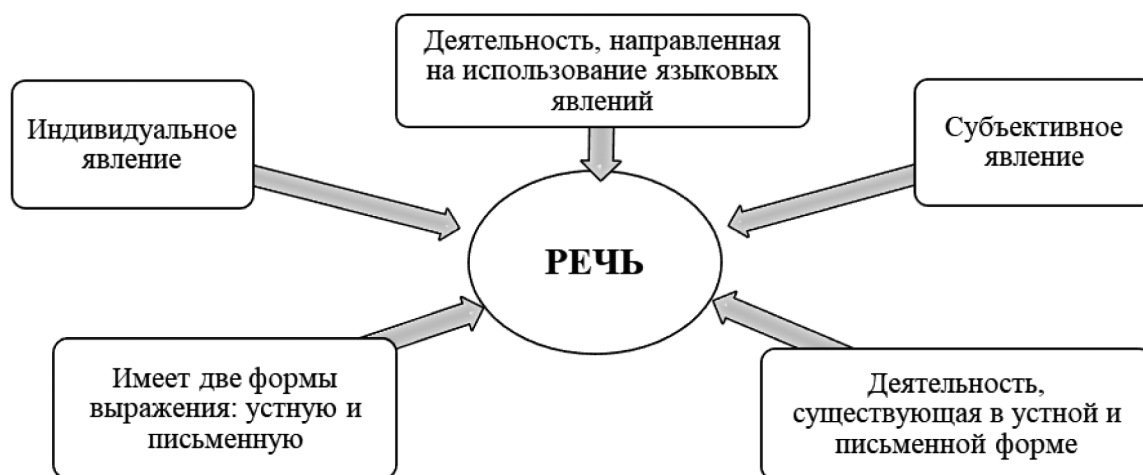 Деятельность, направленная
на использование языковых
явлений
Индивидуальное
явление
Субъективное
явление
РЕЧЬ
Имеет две формы
выражения: устную и
письменную
Деятельность,
существующая в устной и
письменной форме